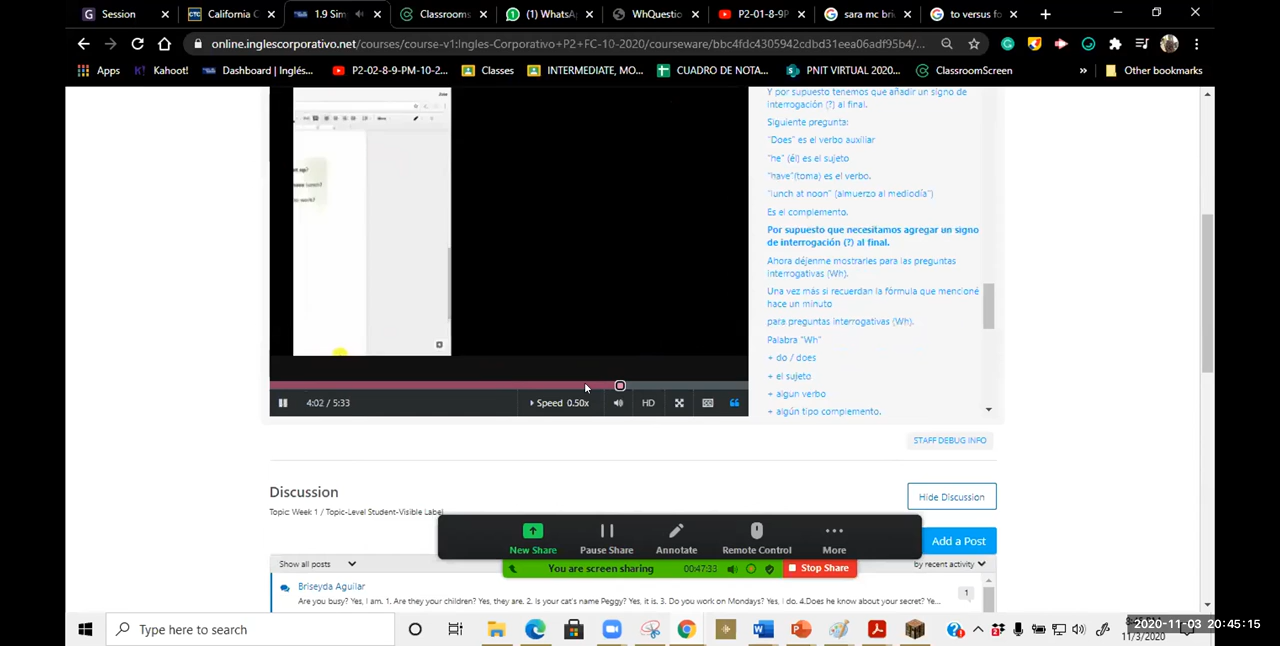 Session
California C
1.9 Sim
Classrooms
(1) WhatsA
WhQuestio
P2-01-8-9P
sara mc bri
to versus fo
online.inglescorporativo.net/courses/course-v1:Ingles-Corporativo+P2+FC-10-2020/courseware/bbc4fdc4305942cdbd31eea06adf95b4/...
Apps
Kahoot!
Dashboard | Inglés...
P2-02-8-9-PM-10-2...
Classes
INTERMEDIATE, MO...
CUADRO DE NOTA...
PNIT VIRTUAL 2020...
ClassroomScreen
Other bookmarks
Y por supuesto tenemos que añadir un signo de
interrogación (?) al final.
Siguiente pregunta:
"Does" es el verbo auxiliar
"he" (él) es el sujeto
"have"(toma) es el verbo.
"lunch at noon" (almuerzo al mediodía")
Es el complemento.
Por supuesto que necesitamos agregar un signo
de interrogación (?) al final.
Ahora déjenme mostrarles para las preguntas
interrogativas (Wh).
Una vez más si recuerdan la fórmula que mencioné
hace un minuto
para preguntas interrogativas (Wh).
Palabra "Wh"
+ do / does
+ el sujeto
+ algun verbo
+ algún tipo complemento.
4:02 / 5:33
Speed 0.50x
HD
STAFF DEBUG INFO
Discussion
Hide Discussion
Topic: Week 1 / Topic-Level Student-Visible Label
Add a Post
New Share
Pause Share
Annotate
Remote Control
More
You are screen sharing
00:47:33
Stop Share
Show all posts
by recent activity
Briseyda Aguilar
1
Are you busy? Yes, I am. 1. Are they your children? Yes, they are. 2. Is your cat's name Peggy? Yes, it is. 3. Do you work on Mondays? Yes, I do. 4.Does he know about your secret? Ye...
Type here to search
2020-11-03 20:45:15
11/3/2020